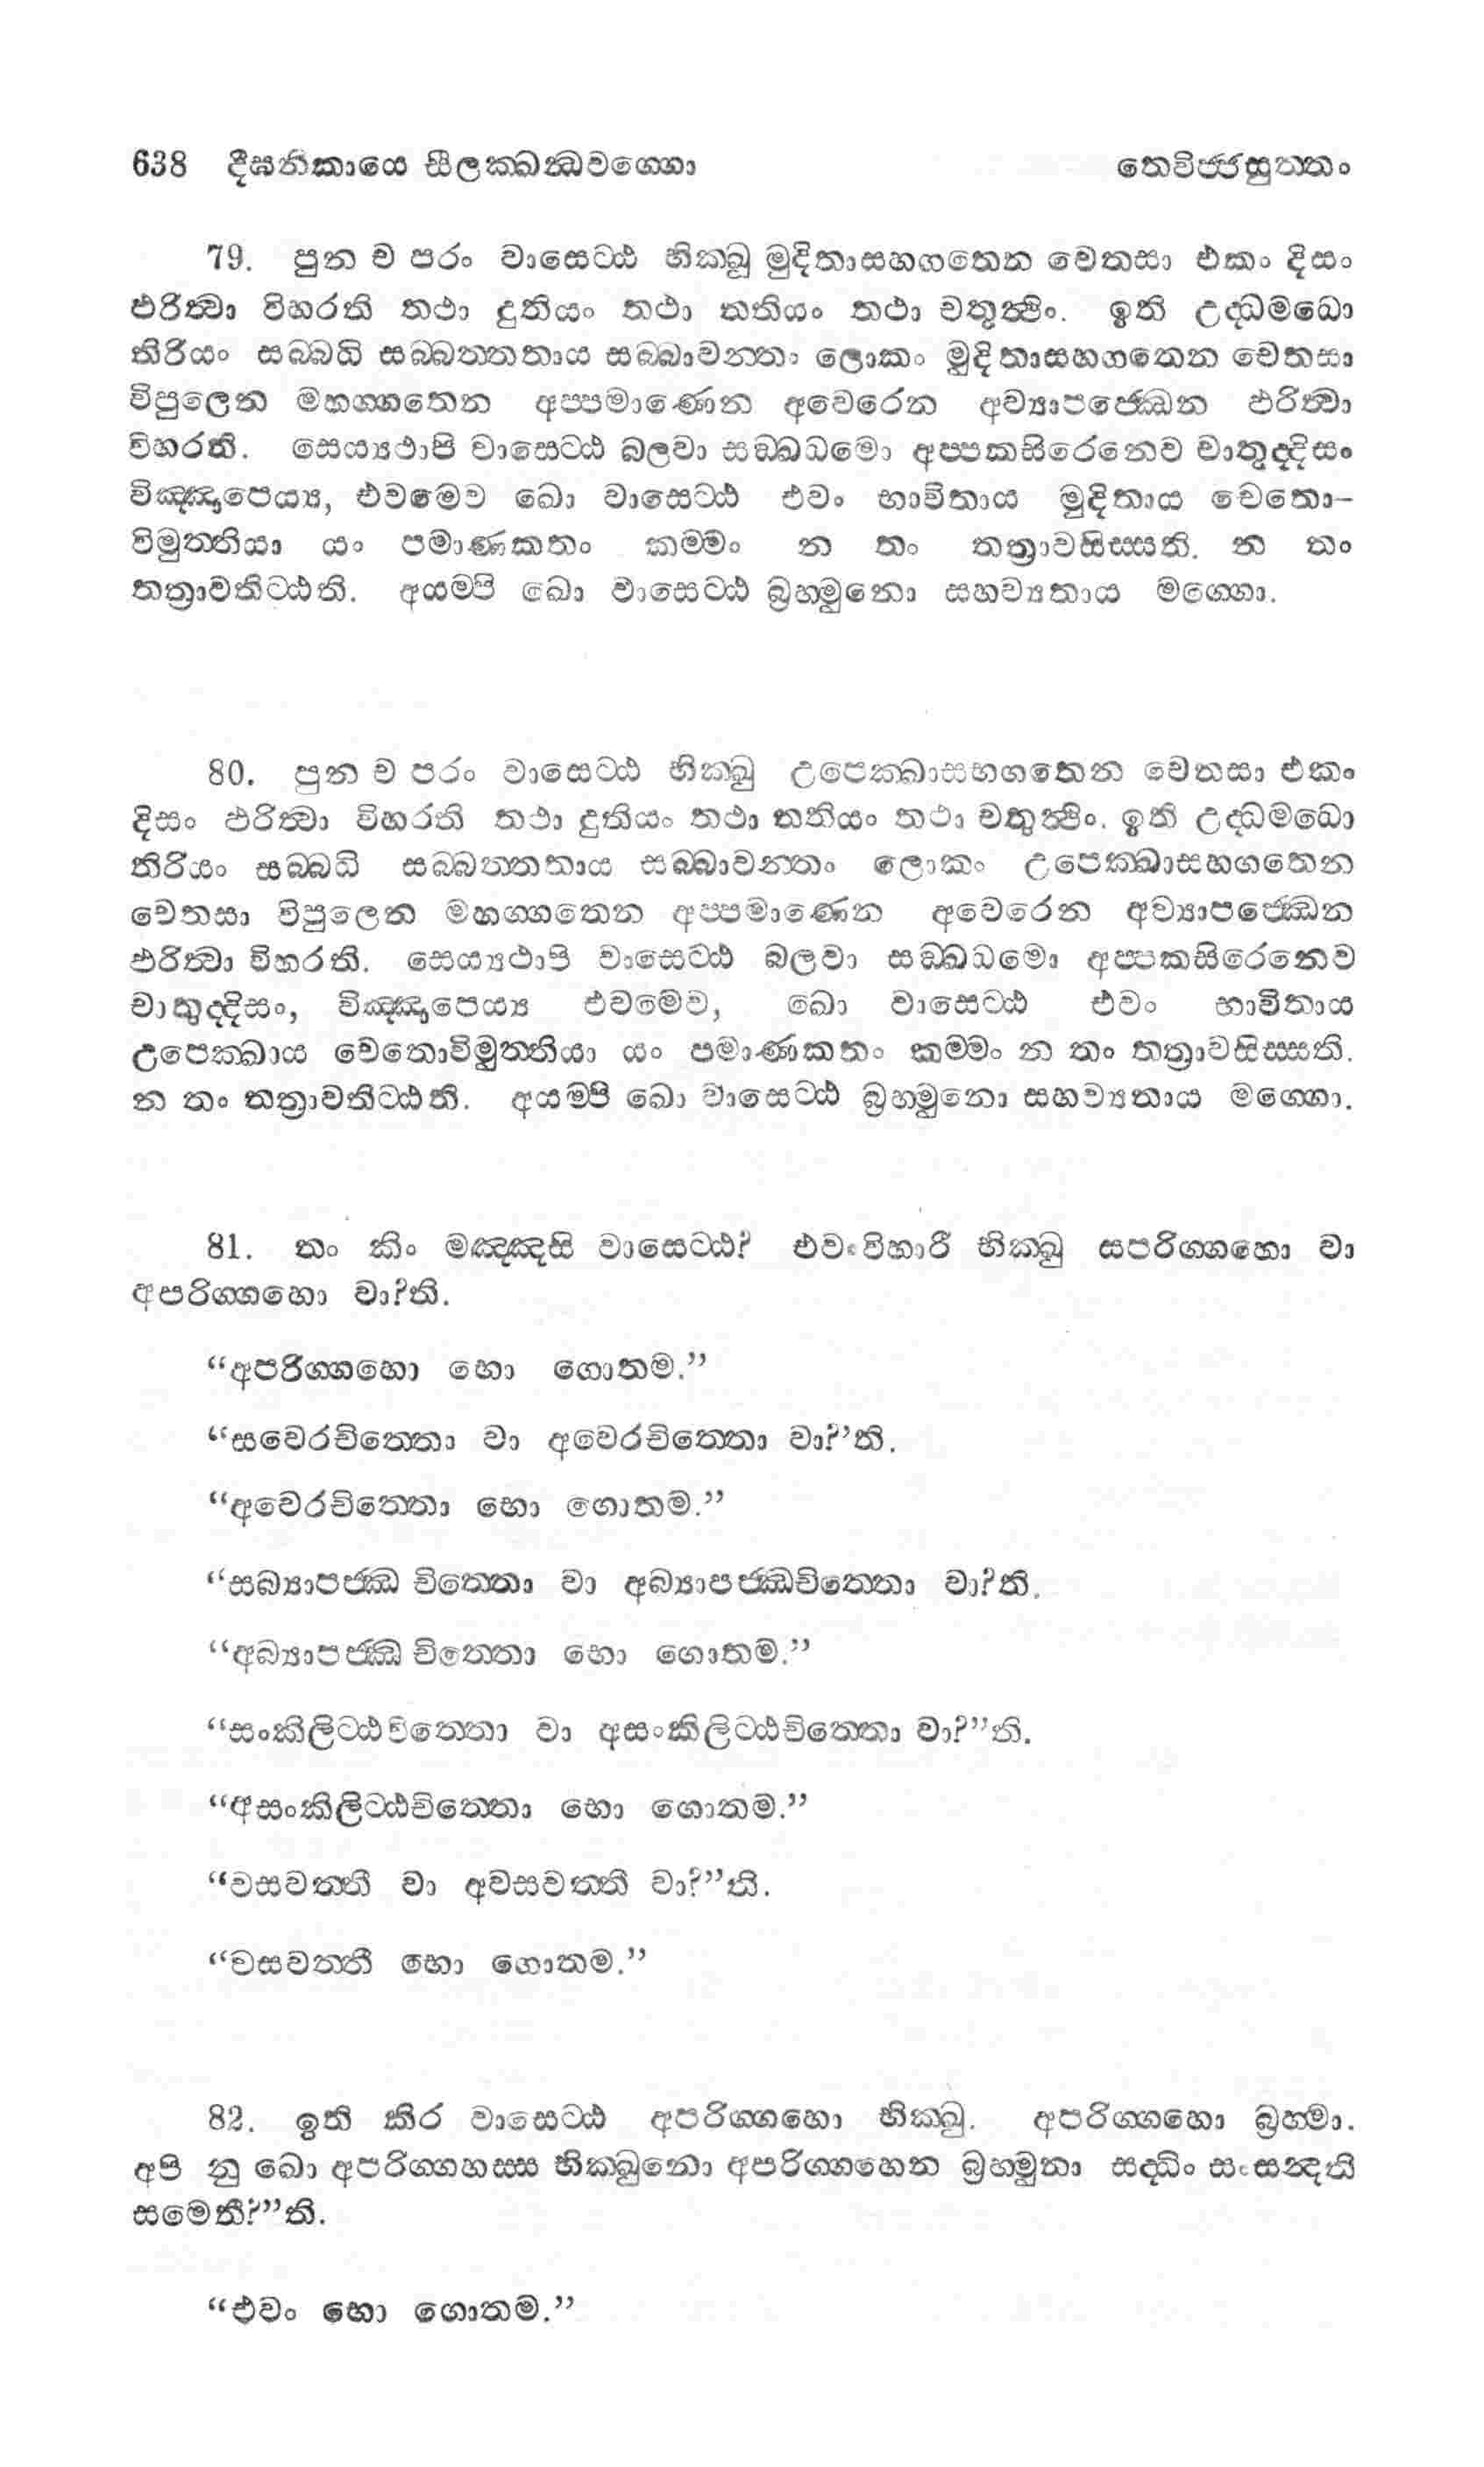 638 දීඝනිකායෙ සීලක්ඛන්ධවග්ගො තෙවිජ්ජසුත්තං
79. පුන ච පරං වාසෙට්ඨ භික්ඛු මුදිතාසහගතෙන චෙතසා එකං දිසං
ඵරිත්වා විහරති තථා දුතියං තථා තතියං තථා චතුත්ථිං. ඉති උද්ධමධො
තිරියං සබ්බධි සබ්බත්තතාය සබ්බාවන්තං ලොකං මුදිතාසහගතෙන චෙතසා
විපුලෙන මහග්ගතෙන අප්පමාණෙන අවෙරෙන අව්‍යාපජ්ඣෙන ඵරිත්වා
විහරති. සෙය්‍යථාපි වාසෙට්ඨ බලවා සඞ්ඛධමො අප්පකසිරෙනෙව චාතුද්දිසං
විඤ්ඤාපෙය්‍ය, එවමෙව ඛො වාසෙට්ඨ එවං භාවිතාය මුදිතාය චෙතො–
විමුත්තියා යං පමාණකතං කම්මං න තං තත්‍රාවසිස්සති. න තං
තත්‍රාවතිට්ඨති. අයම්පි ඛො වාසෙට්ඨ බ්‍රහ්මුනො සහව්‍යතාය මග්ගො.
80. පුන ච පරං වාසෙට්ඨ භික්ඛු උපෙක්ඛාසහගතෙන චෙතසා එකං
දිසං ඵරිත්වා විහරති තථා දුතියං තථා තතියං තථා චතුත්ථිං. ඉති උද්ධමධො
තිරියං සබ්බධි සබ්බත්තතාය සබ්බාවන්තං ලොකං උපෙක්ඛාසහගතෙන
චෙතසා විපුලෙන මහග්ගතෙන අප්පමාණෙන අවෙරෙන අව්‍යාපජ්ඣෙන
ඵරිත්වා විහරති. සෙය්‍යථාපි වාසෙට්ඨ බලවා සඞ්ඛධමො අප්පකසිරෙනෙව
චාතුද්දිසං, විඤ්ඤාපෙය්‍ය එවමෙව, ඛො වාසෙට්ඨ එවං භාවිතාය
උපෙක්ඛාය චෙතොවිමුත්තියා යං පමාණකතං කම්මං න තං තත්‍රාවසිස්සති.
න තං තත්‍රාවතිට්ඨති. අයම්පි ඛො වාසෙට්ඨ බ්‍රහ්මුනො සහව්‍යතාය මග්ගො.
81. තං කිං මඤ්ඤසි වාසෙට්ඨ? එවංවිහාරී භික්ඛු සපරිග්ගහො වා
අපරිග්ගහො වා?ති.
“අපරිග්ගහො භො ගොතම.”
“සවෙරචිත්තො වා අවෙරචිත්තො වා?’ති.
“අවෙරචිත්තො භො ගොතම.”
“සබ්‍යාපජ්ඣ චිත්තො වා අබ්‍යාපජ්ඣචිත්තො වා?ති.
“අබ්‍යාපජ්ඣ චිත්තො භො ගොතම.”
“සංකිලිට්ඨචිත්තො වා අසංකිලිට්ඨචිත්තො වා?”ති.
“අසංකිලිට්ඨචිත්තො භො ගොතම.”
“වසවත්තී වා අවසවත්තී වා?”ති.
“වසවත්තී භො ගොතම.”
82. ඉති කිර වාසෙට්ඨ අපරිග්ගහො භික්ඛු. අපරිග්ගහො බ්‍රහ්මා.
අපි නු ඛො අපරිග්ගහස්ස භික්ඛුනො අපරිග්ගහෙන බ්‍රහ්මුනා සද්ධිං සංසන්දති
සමෙතී?”ති.
“එවං භො ගොතම.”